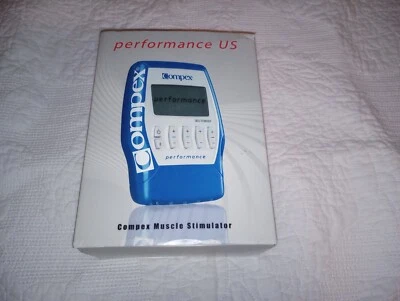 performance US
Compex
performance
Compex
performance
Compex Muscle Stimulator